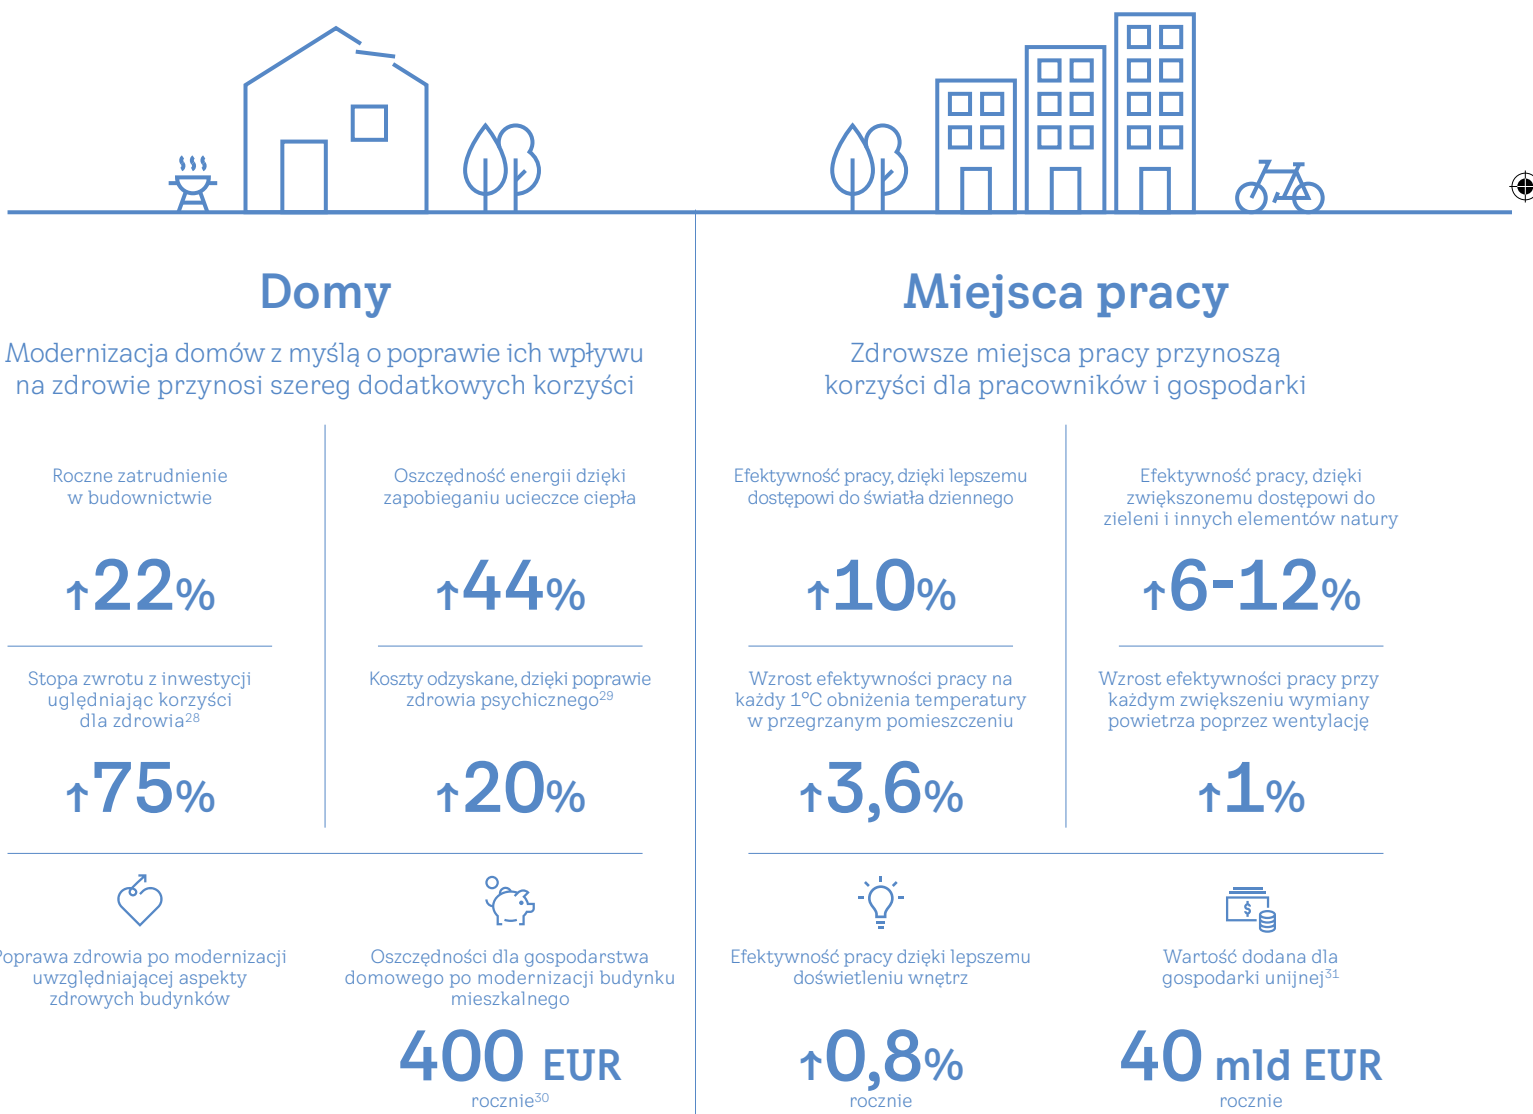 Domy
Modernizacja domów z myślą o poprawie ich wpływu
na zdrowie przynosi szereg dodatkowych korzyści
Roczne zatrudnienie
w budownictwie
↑22%
Oszczędność energii dzięki
zapobieganiu ucieczce ciepła
↑44%
Stopa zwrotu z inwestycji
uględniając korzyści
dla zdrowia28
↑75%
Koszty odzyskane, dzięki poprawie
zdrowia psychicznego29
↑20%
Poprawa zdrowia po modernizacji
uwzględniającej aspekty
zdrowych budynków
Oszczędności dla gospodarstwa
domowego po modernizacji budynku
mieszkalnego
400 EUR
rocznie30
Miejsca pracy
Zdrowsze miejsca pracy przynoszą
korzyści dla pracowników i gospodarki
Efektywność pracy, dzięki lepszemu
dostępowi do światła dziennego
↑10%
Efektywność pracy, dzięki
zwiększonemu dostępowi do
zieleni i innych elementów natury
↑6-12%
Wzrost efektywności pracy na
każdy 1°C obniżenia temperatury
w przegrzanym pomieszczeniu
↑3,6%
Wzrost efektywności pracy przy
każdym zwiększeniu wymiany
powietrza poprzez wentylację
↑1%
Efektywność pracy dzięki lepszemu
doświetleniu wnętrz
↑0,8%
rocznie
$
Wartość dodana dla
gospodarki unijnej31
40 mld EUR
rocznie